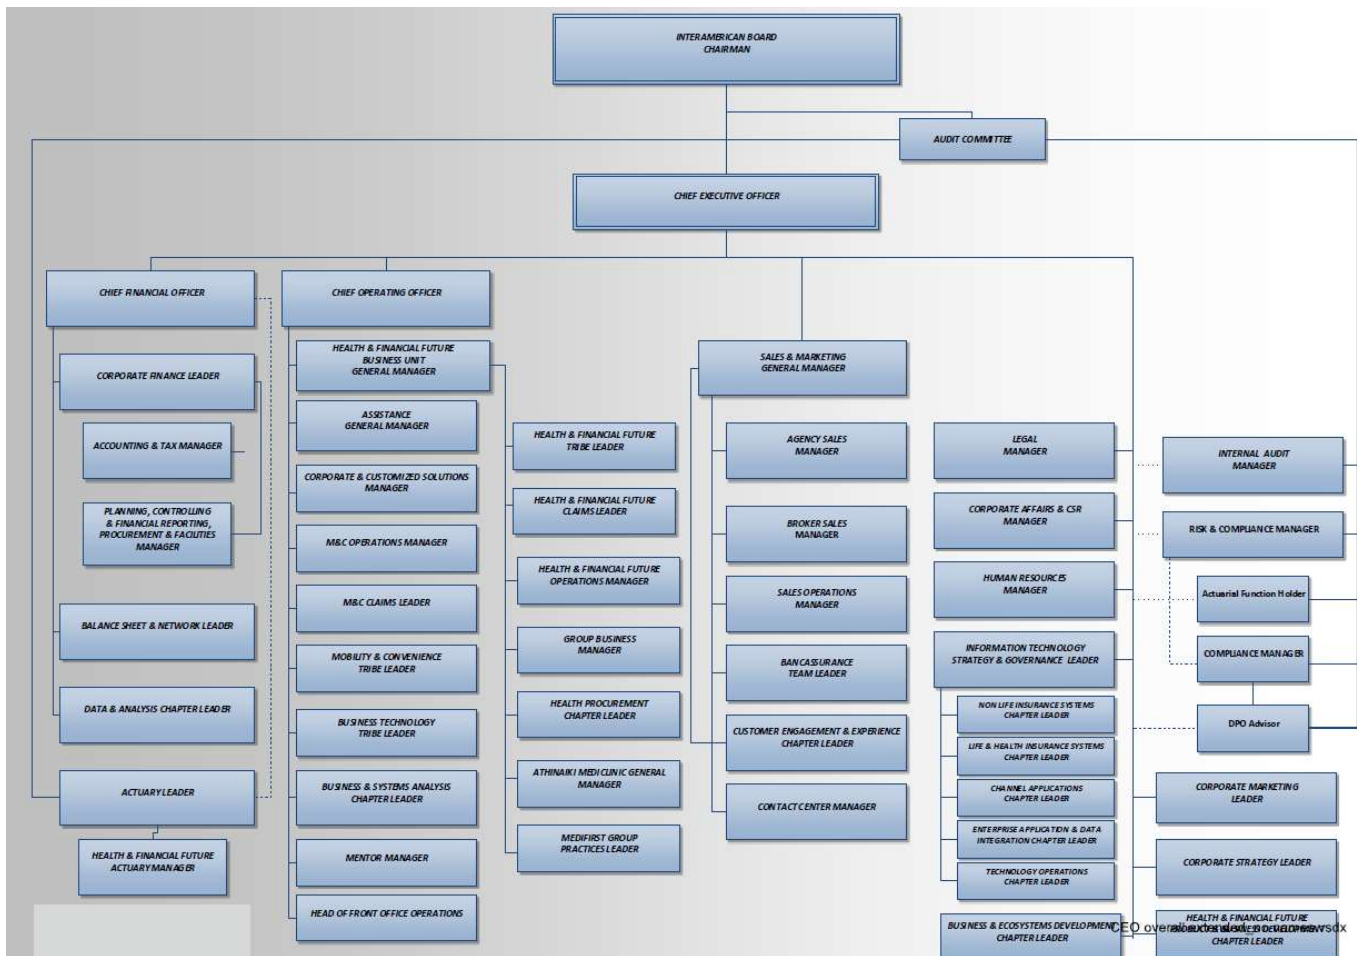 INTERAMERICAN BOARD
CHAIRMAN
AUDIT COMMITTEE
CHIEF EXECUTIVE OFFICER
CHIEF FINANCIAL OFFICER
CORPORATE FINANCE LEADER
ACCOUNTING & TAX MANAGER
PLANNING, CONTROLLING
& FINANCIAL REPORTING,
PROCUREMENT & FACILITIES
MANAGER
BALANCE SHEET & NETWORK LEADER
DATA & ANALYSIS CHAPTER LEADER
ACTUARY LEADER
HEALTH & FINANCIAL FUTURE
ACTUARY MANAGER
CHIEF OPERATING OFFICER
HEALTH & FINANCIAL FUTURE
BUSINESS UNIT
GENERAL MANAGER
ASSISTANCE
GENERAL MANAGER
CORPORATE & CUSTOMIZED SOLUTIONS
MANAGER
M&C OPERATIONS MANAGER
M&C CLAIMS LEADER
MOBILITY & CONVENIENCE
TRIBE LEADER
BUSINESS TECHNOLOGY
TRIBE LEADER
BUSINESS & SYSTEMS ANALYSIS
CHAPTER LEADER
MENTOR MANAGER
HEAD OF FRONT OFFICE OPERATIONS
HEALTH & FINANCIAL FUTURE
TRIBE LEADER
HEALTH & FINANCIAL FUTURE
CLAIMS LEADER
HEALTH & FINANCIAL FUTURE
OPERATIONS MANAGER
GROUP BUSINESS
MANAGER
HEALTH PROCUREMENT
CHAPTER LEADER
ATHINAIKI MEDICLINIC GENERAL
MANAGER
MEDIFIRST GROUP
PRACTICES LEADER
SALES & MARKETING
GENERAL MANAGER
AGENCY SALES
MANAGER
BROKER SALES
MANAGER
SALES OPERATIONS
MANAGER
BANCASSURANCE
TEAM LEADER
CUSTOMER ENGAGEMENT & EXPERIENCE
CHAPTER LEADER
CONTACT CENTER MANAGER
LEGAL
MANAGER
CORPORATE AFFAIRS & CSR
MANAGER
HUMAN RESOURCES
MANAGER
INFORMATION TECHNOLOGY
STRATEGY & GOVERNANCE LEADER
NON LIFE INSURANCE SYSTEMS
CHAPTER LEADER
LIFE & HEALTH INSURANCE SYSTEMS
CHAPTER LEADER
CHANNEL APPLICATIONS
CHAPTER LEADER
ENTERPRISE APPLICATION & DATA
INTEGRATION CHAPTER LEADER
TECHNOLOGY OPERATIONS
CHAPTER LEADER
BUSINESS & ECOSYSTEMS DEVELOPMENT
CHAPTER LEADER
INTERNAL AUDIT
MANAGER
RISK & COMPLIANCE MANAGER
Actuarial Function Holder
COMPLIANCE MANAGER
DPO Advisor
CORPORATE MARKETING
LEADER
CORPORATE STRATEGY LEADER
HEALTH & FINANCIAL FUTURE
CHAPTER LEADER
CEO overall